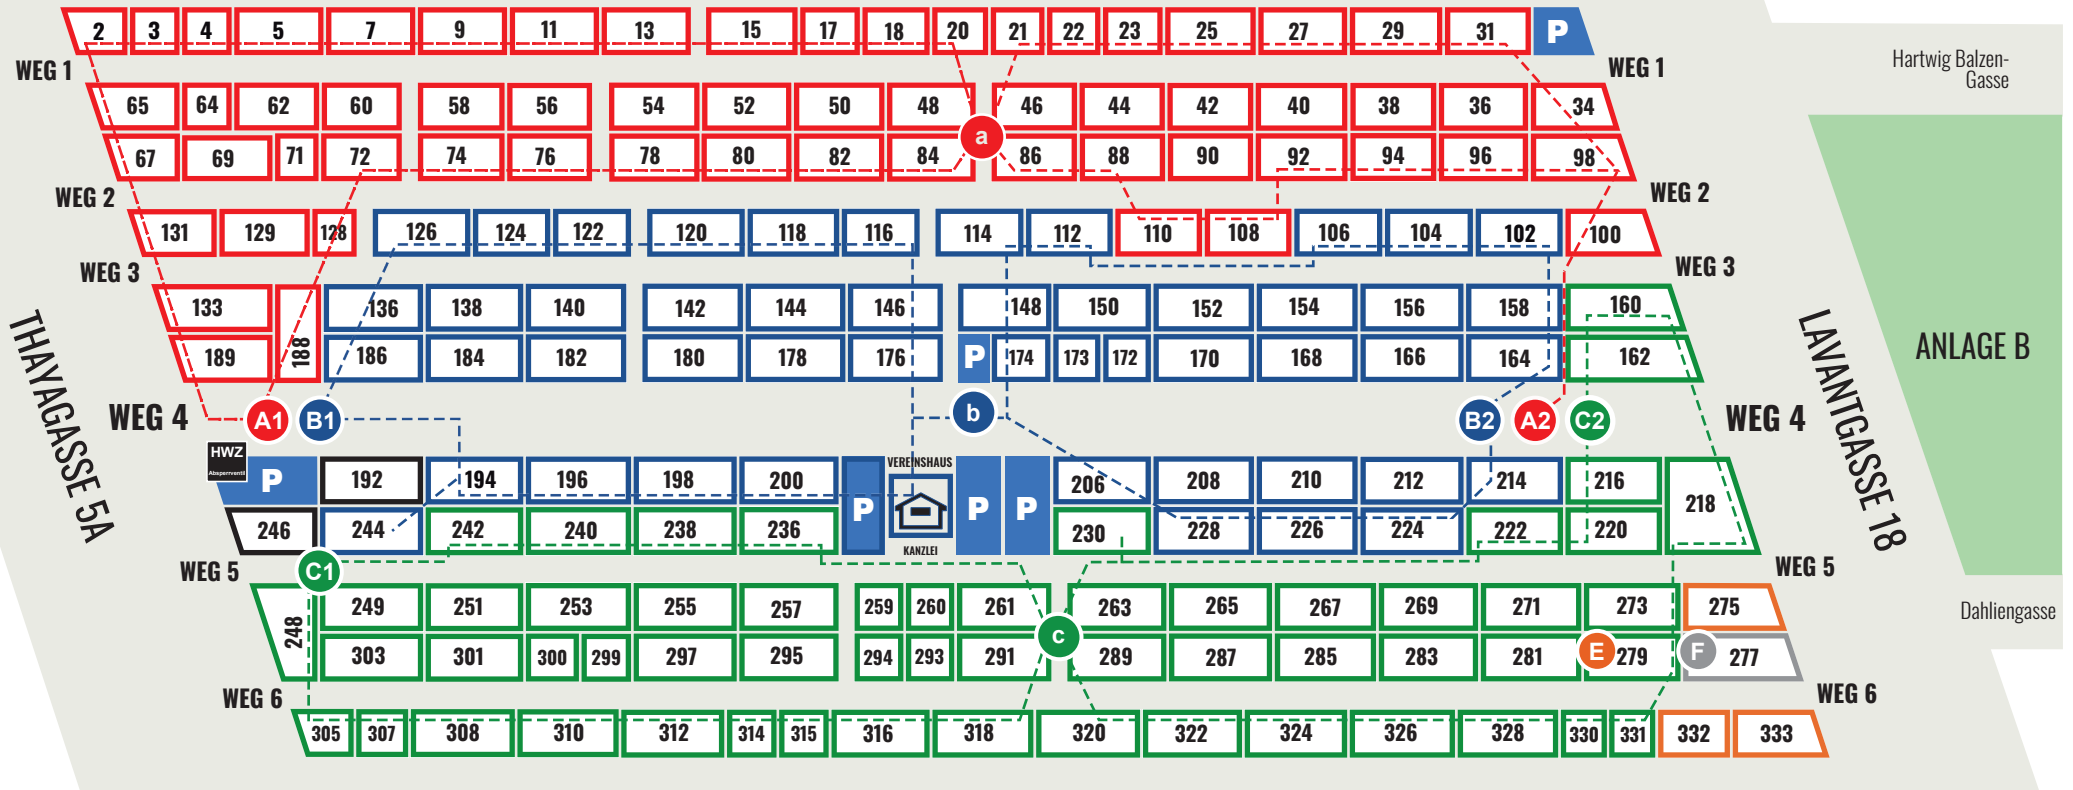 2 3 4 5 7 9 11 13 15 17 18 20 21 22 23 25 27 29 31 P
WEG 1 WEG 1
Hartwig Balzen-
Gasse
65 64 62 60 58 56 54 52 50 48 46 44 42 40 38 36 34
a
67 69 71 72 74 76 78 80 82 84 86 88 90 92 94 96 98
WEG 2 WEG 2
131 129 128 126 124 122 120 118 116 114 112 110 108 106 104 102 100
WEG 3 WEG 3
133 188 136 138 140 142 144 146 148 150 152 154 156 158 160
189 186 184 182 180 178 176 P 174 173 172 170 168 166 164 162
THAYAGASSE 5A
LAVANTGASSE 18
ANLAGE B
WEG 4 A1 B1 b B2 A2 C2 WEG 4
HWZ
Absperrventil
P 192 194 196 198 200 P VEREINSHAUS P P 206 208 210 212 214 216 218
246 244 242 240 238 236 KANZLEI 230 228 226 224 222 220
WEG 5 C1 WEG 5
248 249 251 253 255 257 259 260 261 263 265 267 269 271 273 275
Dahliengasse
c E F
303 301 300 299 297 295 294 293 291 289 287 285 283 281 279 277
WEG 6 WEG 6
305 307 308 310 312 314 315 316 318 320 322 324 326 328 330 331 332 333